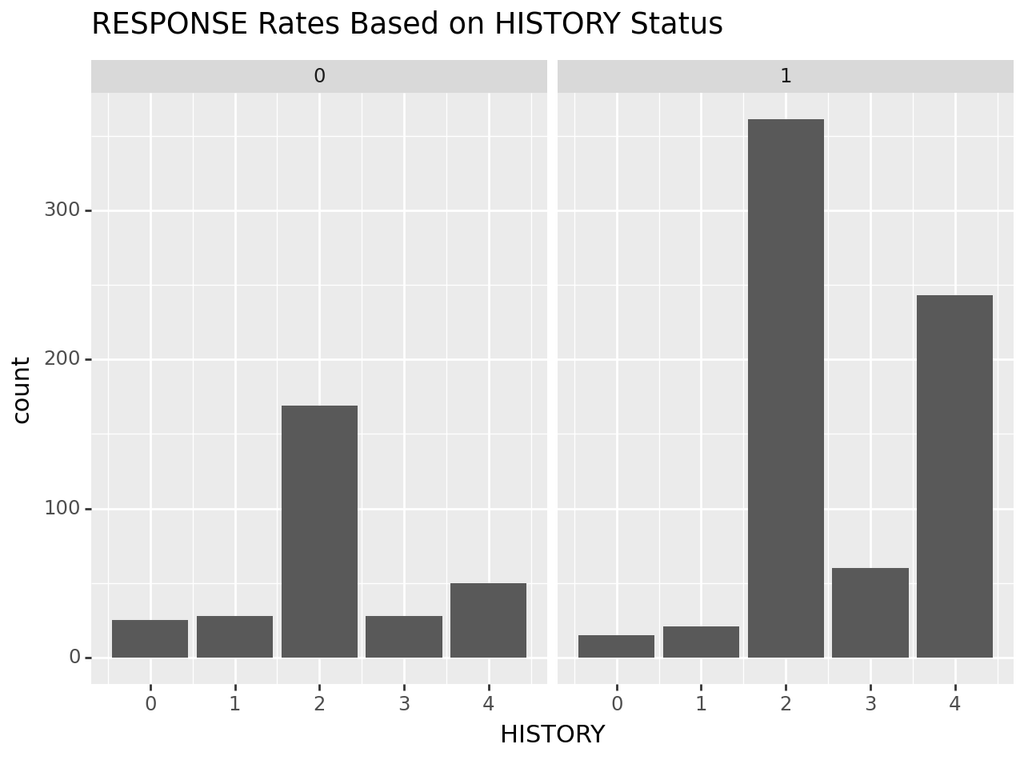 RESPONSE Rates Based on HISTORY Status
0 1
300
200
100
0
count
0 1 2 3 4 0 1 2 3 4
HISTORY